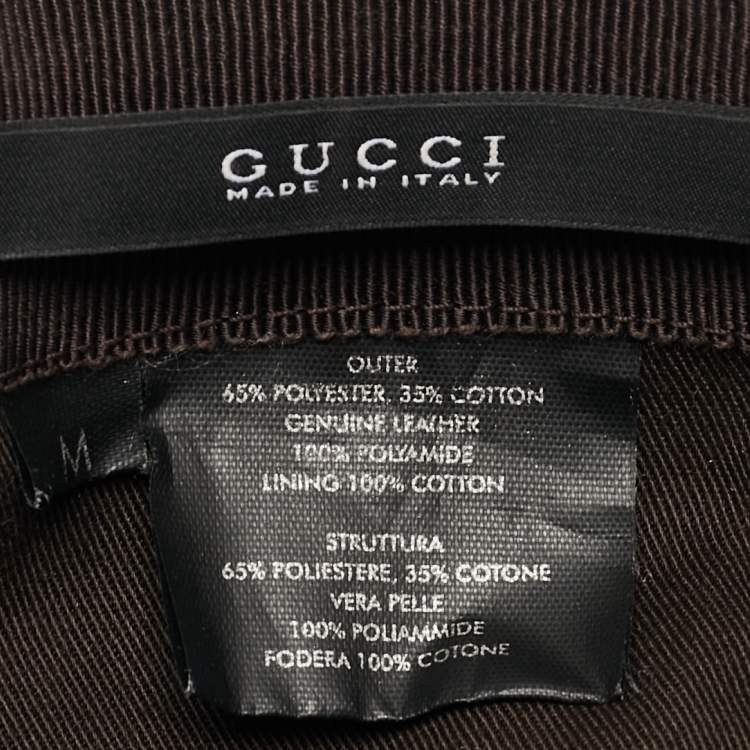 GUCCI
MADE IN ITALY
M
OUTER
65% POLYESTER, 35% COTTON
GENUINE LEATHER
100% POLYAMIDE
LINING 100% COTTON
STRUTTURA
65% POLIESTERE, 35% COTONE
VERA PELLE
100% POLIAMMIDE
FODERA 100% COTONE